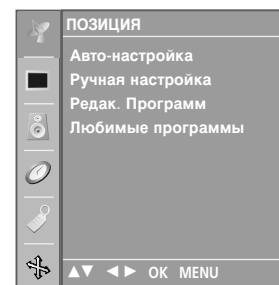 ПОЗИЦИЯ
Авто-настройка
Ручная настройка
Редак. Программ
Любимые программы
▲▼ ◄► OK MENU